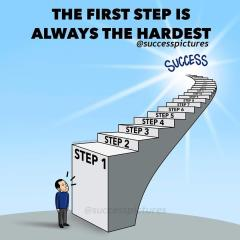 THE FIRST STEP IS
ALWAYS THE HARDEST
@successpictures
SUCCESS
STEP 6
STEP 5
STEP 4
STEP 3
STEP 2
STEP 1
@successpictures